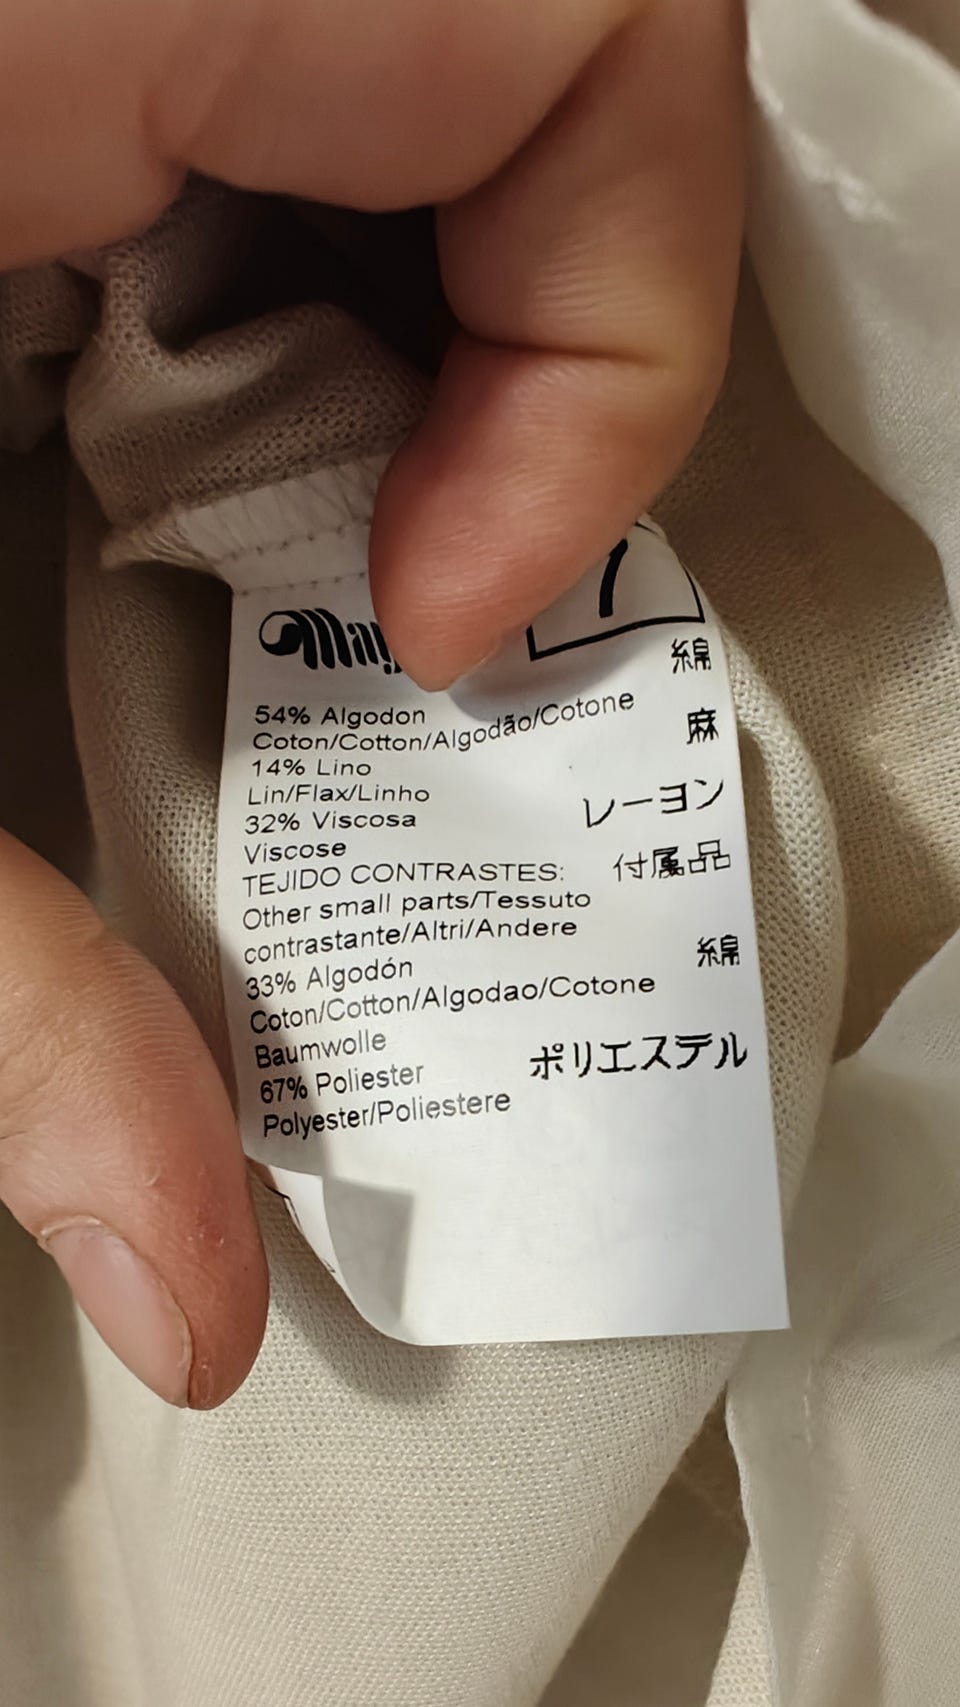 54% Algodon
綿
Coton/Cotton/Algodão/Cotone
14% Lino
麻
Lin/Flax/Linho
32% Viscosa
レーヨン
Viscose
TEJIDO CONTRASTES:
付属品
Other small parts/Tessuto
contrastante/Altri/Andere
33% Algodón
綿
Coton/Cotton/Algodao/Cotone
Baumwolle
67% Poliester
ポリエステル
Polyester/Poliestere